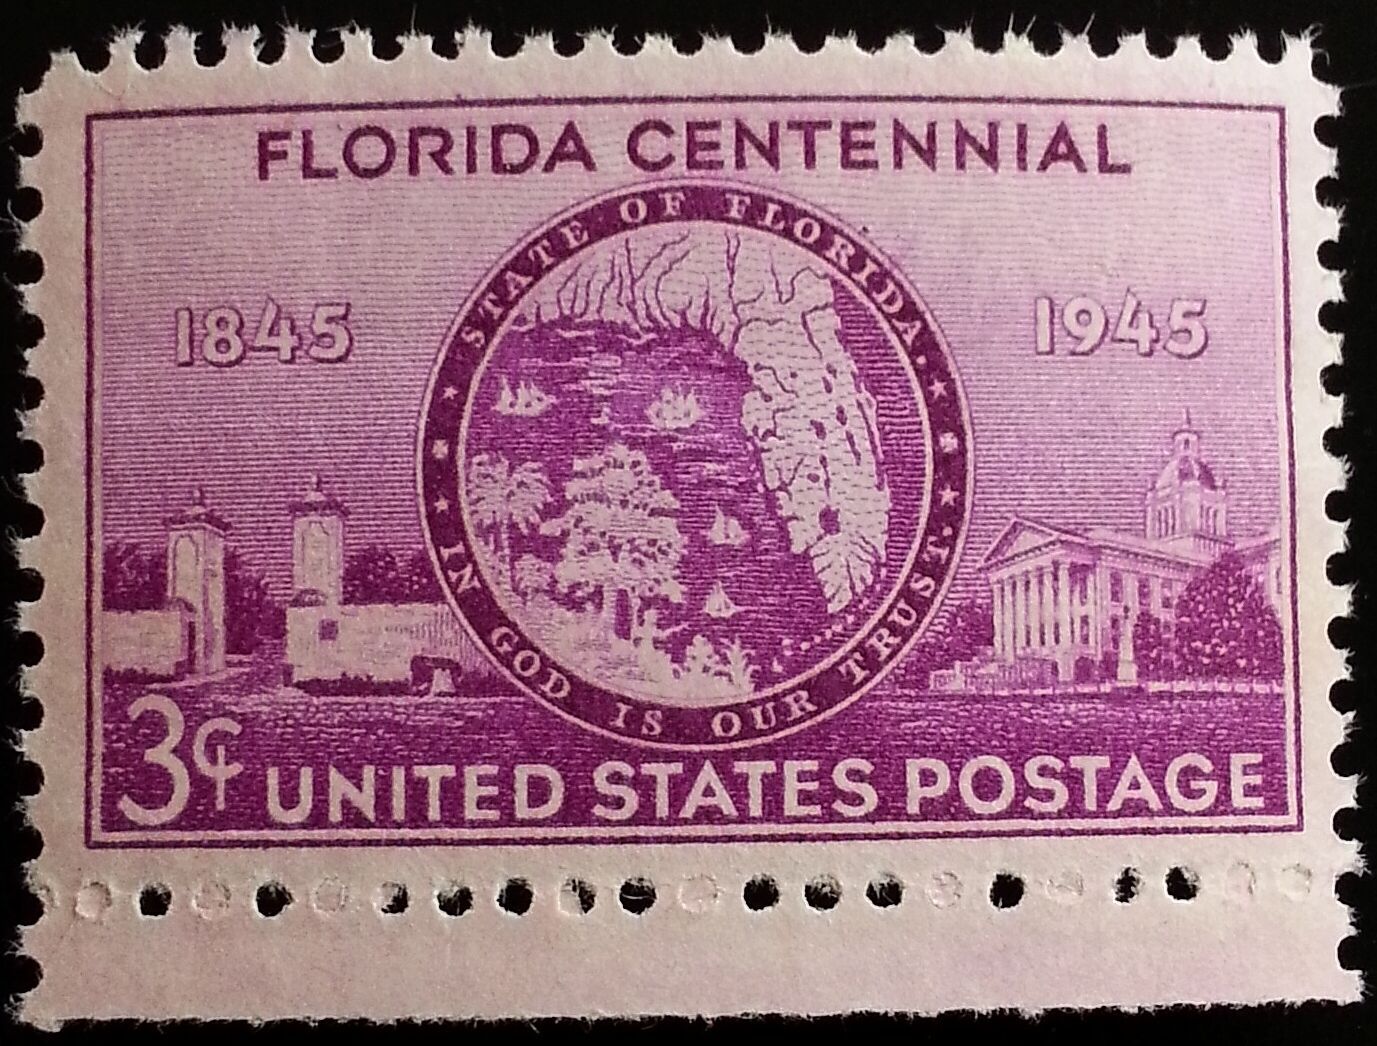 FLORIDA CENTENNIAL
STATE OF FLORIDA.
1845
1945
IN GOD IS OUR TRUST.
3¢ UNITED STATES POSTAGE